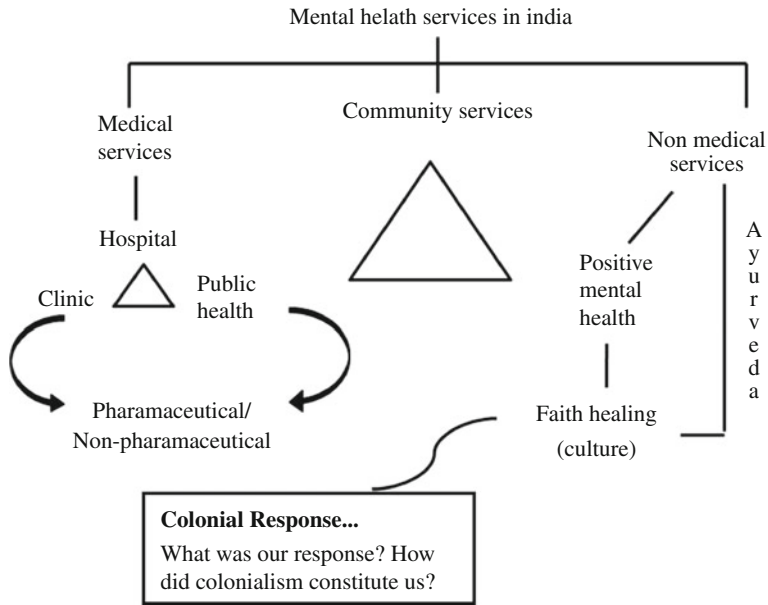 Mental helath services in india
Medical
services
Community services
Non medical
services
Hospital
Clinic
Public
health
Pharamaceutical/
Non-pharamaceutical
Positive
mental
health
Ayurveda
Faith healing
(culture)
Colonial Response...
What was our response? How
did colonialism constitute us?